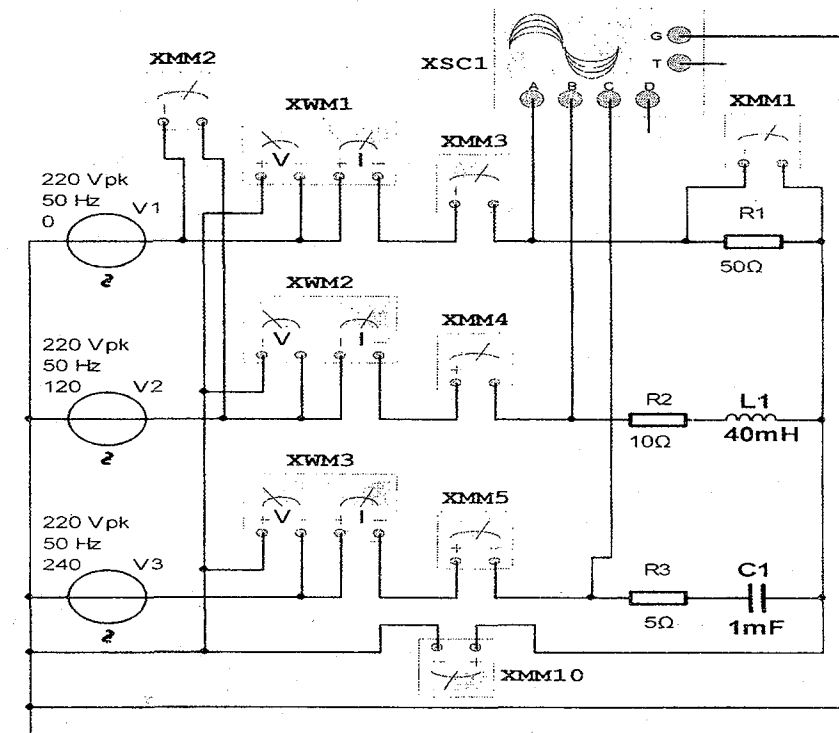 XMM2
XSC1
G
T
A B C D
XMM1
XWM1
XMM3
V I
220 Vpk
50 Hz
0
V1
R1
50Ω
XWM2
XMM4
V I
220 Vpk
50 Hz
120
V2
R2
L1
10Ω
40mH
XWM3
XMM5
V I
220 Vpk
50 Hz
240
V3
R3
C1
5Ω
1mF
XMM10